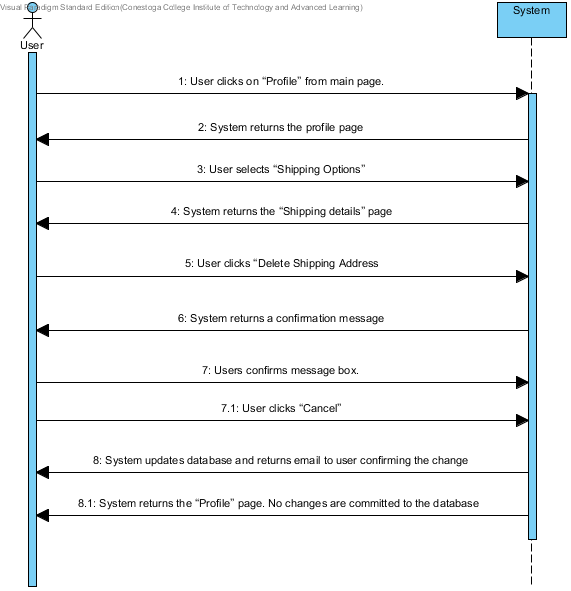 Visual Paradigm Standard Edition(Conestoga College Institute of Technology and Advanced Learning)
System
User
1: User clicks on “Profile” from main page.
2: System returns the profile page
3: User selects “Shipping Options”
4: System returns the “Shipping details” page
5: User clicks “Delete Shipping Address
6: System returns a confirmation message
7: Users confirms message box.
7.1: User clicks “Cancel”
8: System updates database and returns email to user confirming the change
8.1: System returns the “Profile” page. No changes are committed to the database